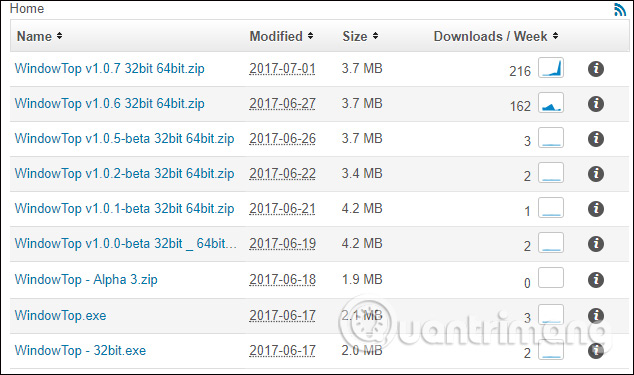 Home
Name Modified Size Downloads / Week
WindowTop v1.0.7 32bit 64bit.zip 2017-07-01 3.7 MB 216
WindowTop v1.0.6 32bit 64bit.zip 2017-06-27 3.7 MB 162
WindowTop v1.0.5-beta 32bit 64bit.zip 2017-06-26 3.7 MB 3
WindowTop v1.0.2-beta 32bit 64bit.zip 2017-06-22 3.4 MB 2
WindowTop v1.0.1-beta 32bit 64bit.zip 2017-06-21 4.2 MB 1
WindowTop v1.0.0-beta 32bit _ 64bit... 2017-06-19 4.2 MB 2
WindowTop - Alpha 3.zip 2017-06-18 1.9 MB 0
WindowTop.exe 2017-06-17 2.1 MB 3
WindowTop - 32bit.exe 2017-06-17 2.0 MB 2
Quantrimang